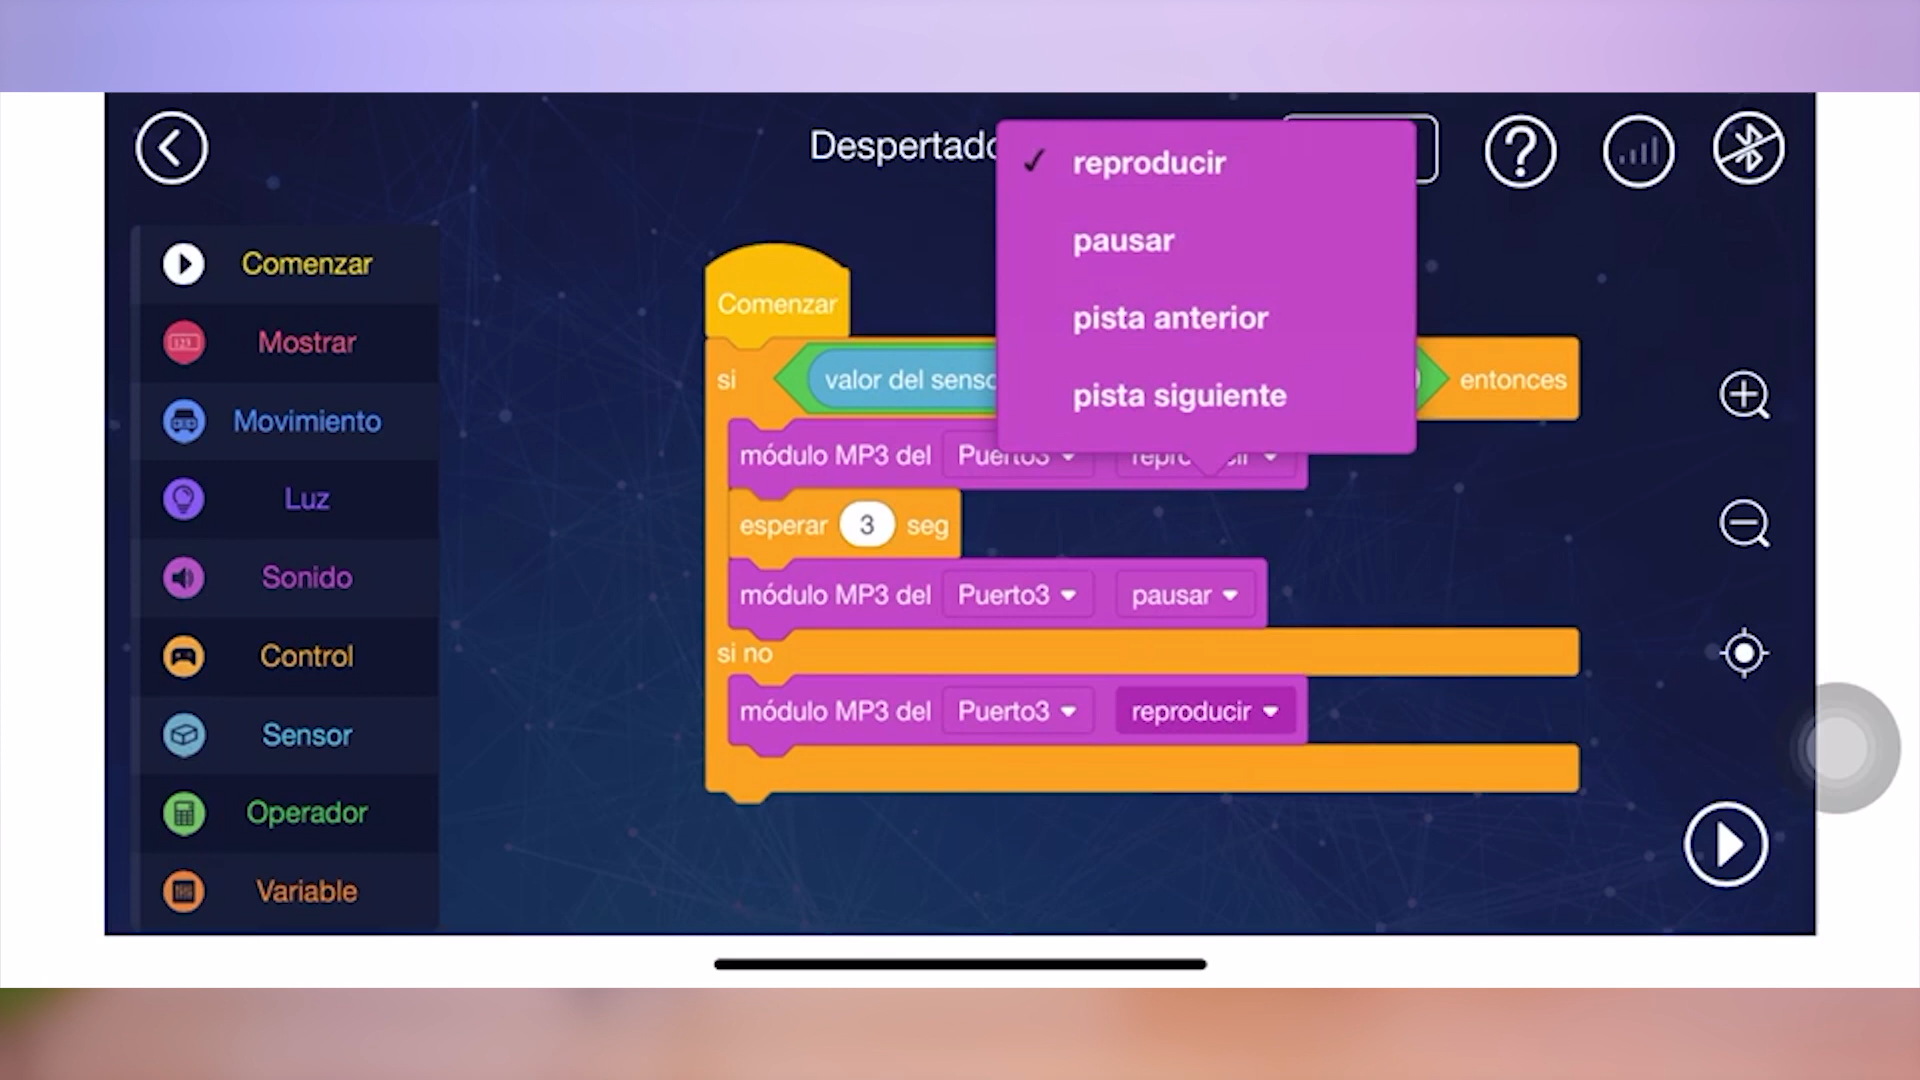 Despertado
reproducir
pausar
pista anterior
pista siguiente
Comenzar
Mostrar
Movimiento
Luz
Sonido
Control
Sensor
Operador
Variable
Comenzar
si valor del senso entonces
módulo MP3 del Puerto3 reproducir
esperar 3 seg
módulo MP3 del Puerto3 pausar
si no
módulo MP3 del Puerto3 reproducir